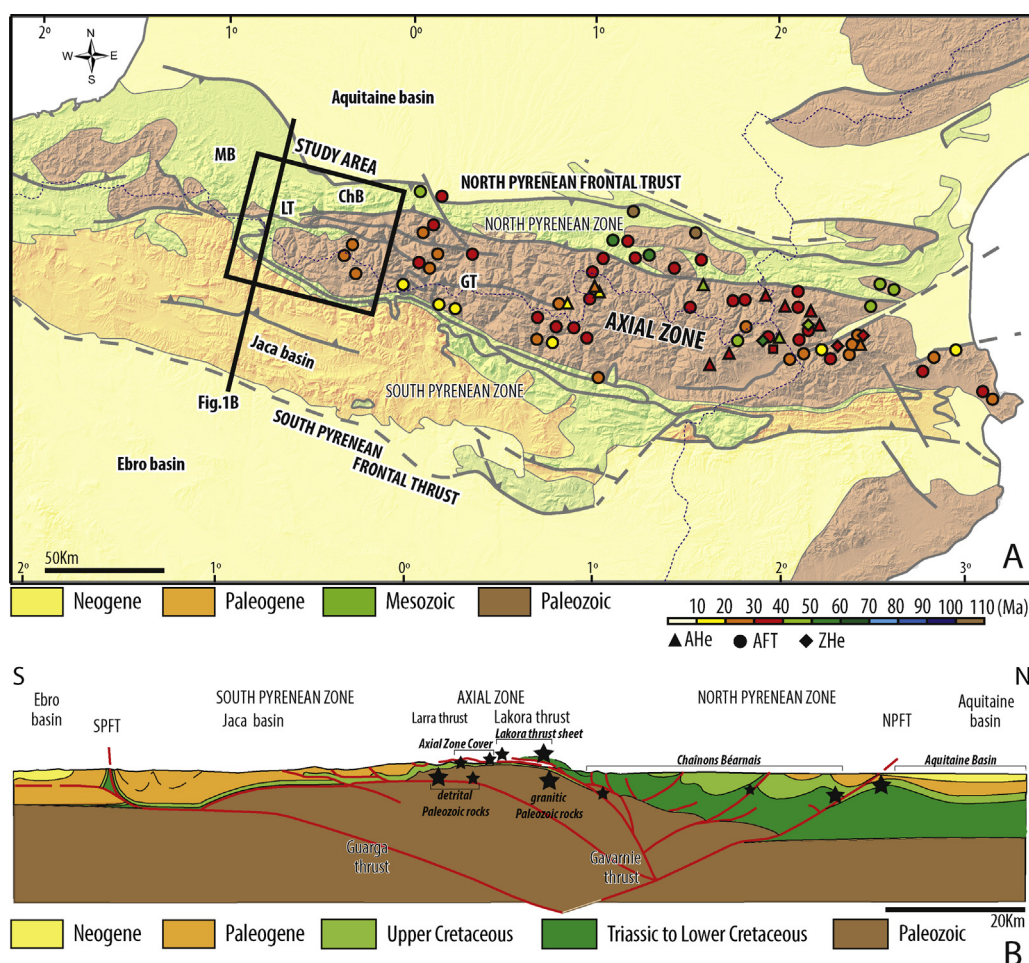 2° 1° 0° 1° 2°
N
W E
S
Aquitaine basin
STUDY AREA
MB
ChB
NORTH PYRENEAN FRONTAL TRUST
NORTH PYRENEAN ZONE
LT
GT
AXIAL ZONE
Jaca basin
SOUTH PYRENEAN ZONE
Fig.1B
SOUTH PYRENEAN
FRONTAL THRUST
Ebro basin
50Km
A
2° 1° 0° 1° 2° 3°
Neogene Paleogene Mesozoic Paleozoic
10 20 30 40 50 60 70 80 90 100 110 (Ma)
AHe AFT ZHe
S N
Ebro
basin
SPFT
SOUTH PYRENEAN ZONE
Jaca basin
AXIAL ZONE
NORTH PYRENEAN ZONE
NPFT
Aquitaine
basin
Larra thrust
Lakora thrust
Lakora thrust sheet
Axial Zone Cover
Chaînons Béarnais
Aquitaine Basin
detrital
Paleozoic rocks
granitic
Paleozoic rocks
Guarga
thrust
Gavarnie
thrust
20Km
Neogene Paleogene Upper Cretaceous Triassic to Lower Cretaceous Paleozoic
B